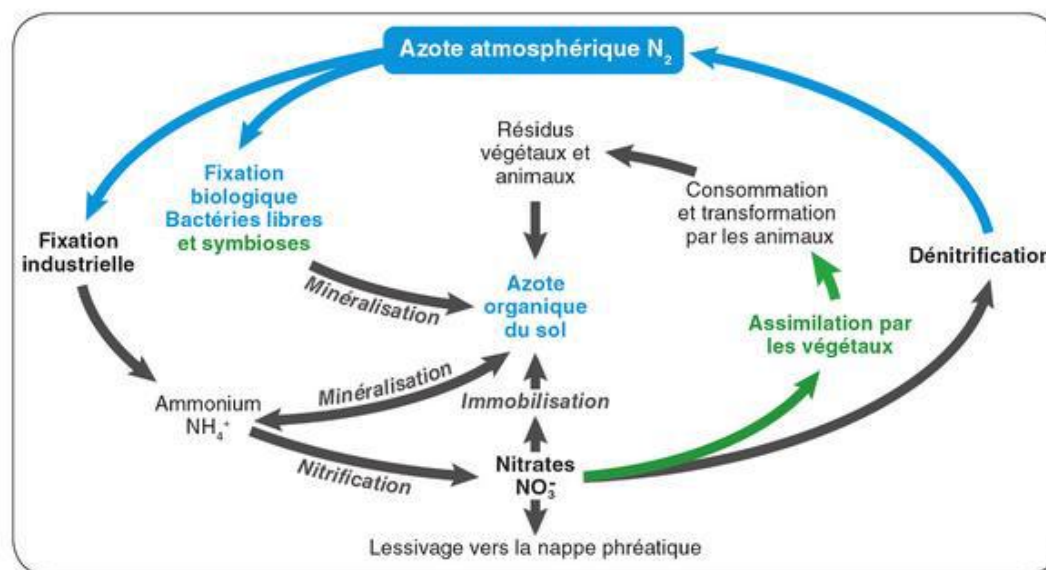 Azote atmosphérique N₂
Résidus
végétaux et
animaux
Fixation
biologique
Bactéries libres
et symbioses
Consommation
et transformation
par les animaux
Fixation
industrielle
Dénitrification
Minéralisation
Azote
organique
du sol
Assimilation par
les végétaux
Minéralisation
Immobilisation
Ammonium
NH₄⁺
Nitrification
Nitrates
NO₃⁻
Lessivage vers la nappe phréatique